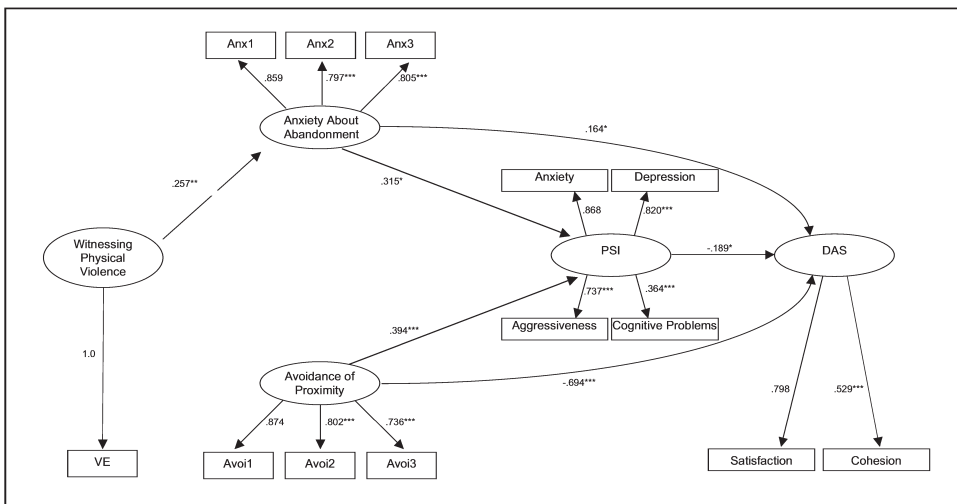 Anx1
Anx2
Anx3
.859
.797***
.805***
Anxiety About
Abandonment
.164*
.257**
.315*
Anxiety
Depression
.868
.820***
Witnessing
Physical
Violence
PSI
-.189*
DAS
.737***
.364***
Aggressiveness
Cognitive Problems
.394***
1.0
Avoidance of
Proximity
-.694***
.874
.802***
.736***
.798
.529***
VE
Avoi1
Avoi2
Avoi3
Satisfaction
Cohesion